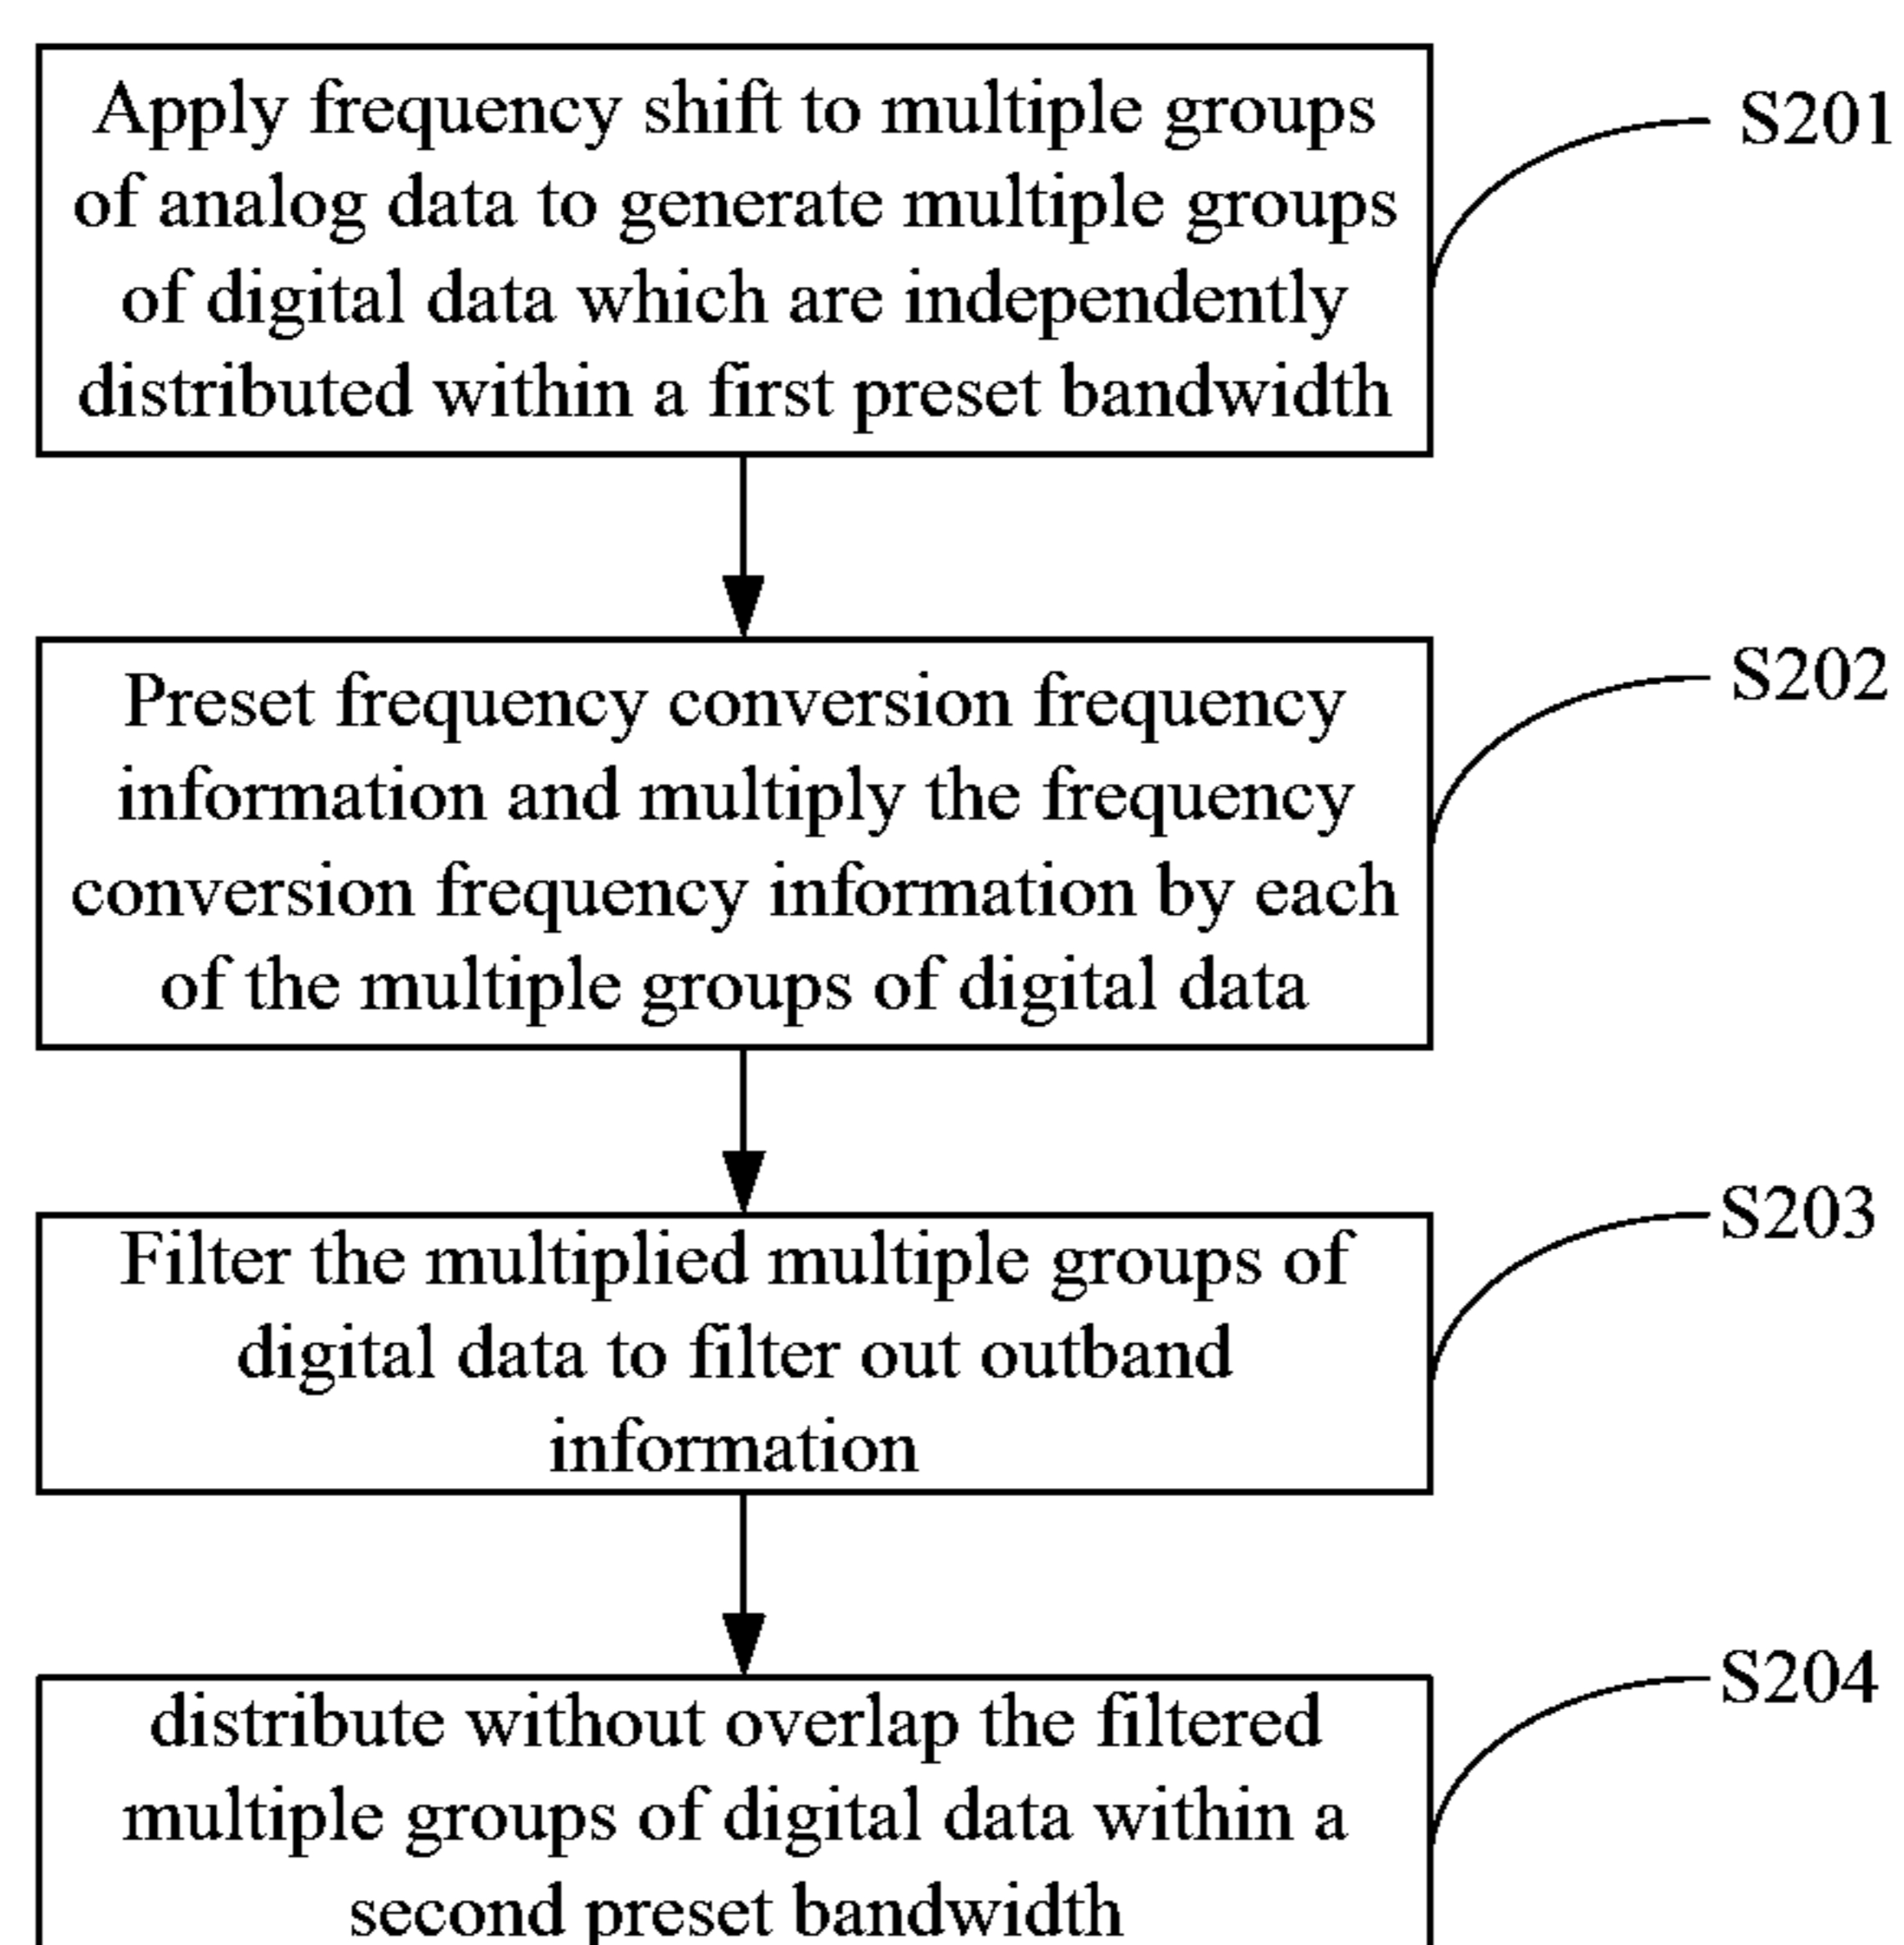 Apply frequency shift to multiple groups
of analog data to generate multiple groups
of digital data which are independently
distributed within a first preset bandwidth
S201
Preset frequency conversion frequency
information and multiply the frequency
conversion frequency information by each
of the multiple groups of digital data
S202
Filter the multiplied multiple groups of
digital data to filter out outband
information
S203
distribute without overlap the filtered
multiple groups of digital data within a
second preset bandwidth
S204